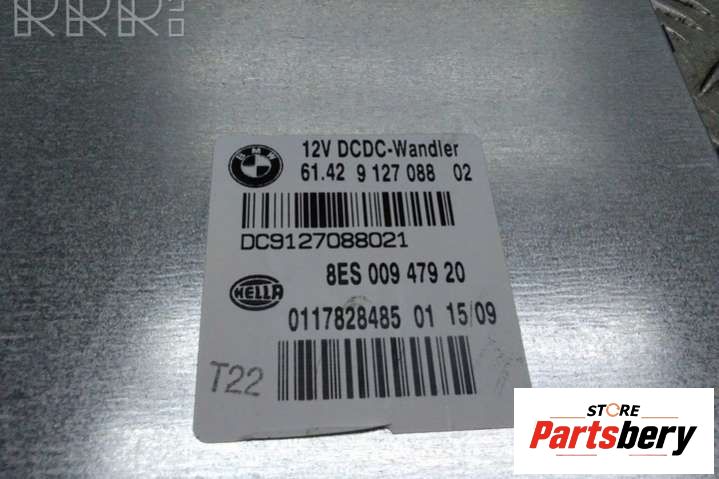 RRR:
BMW
12V DCDC-Wandler
61.42 9 127 088 02
DC9127088021
8ES 009 479 20
HELLA
0117828485 01 15/09
T22
STORE
Partsbery